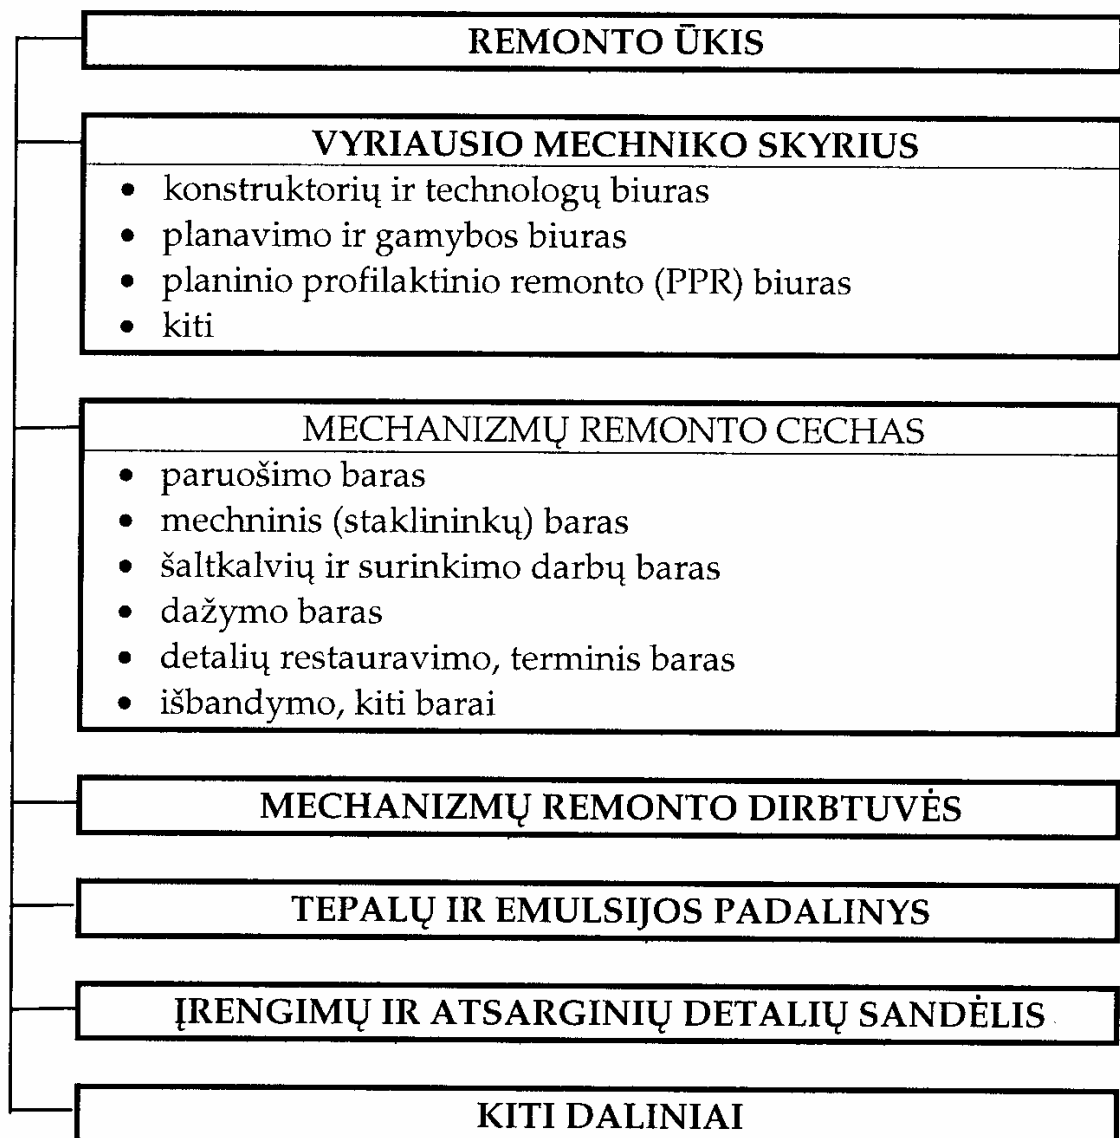 REMONTO ŪKIS
VYRIAUSIO MECHNIKO SKYRIUS
• konstruktorių ir technologų biuras
• planavimo ir gamybos biuras
• planinio profilaktinio remonto (PPR) biuras
• kiti
MECHANIZMŲ REMONTO CECHAS
• paruošimo baras
• mechninis (staklininkų) baras
• šaltkalvių ir surinkimo darbų baras
• dažymo baras
• detalių restauravimo, terminis baras
• išbandymo, kiti barai
MECHANIZMŲ REMONTO DIRBTUVĖS
TEPALŲ IR EMULSIJOS PADALINYS
ĮRENGIMŲ IR ATSARGINIŲ DETALIŲ SANDĖLIS
KITI DALINIAI